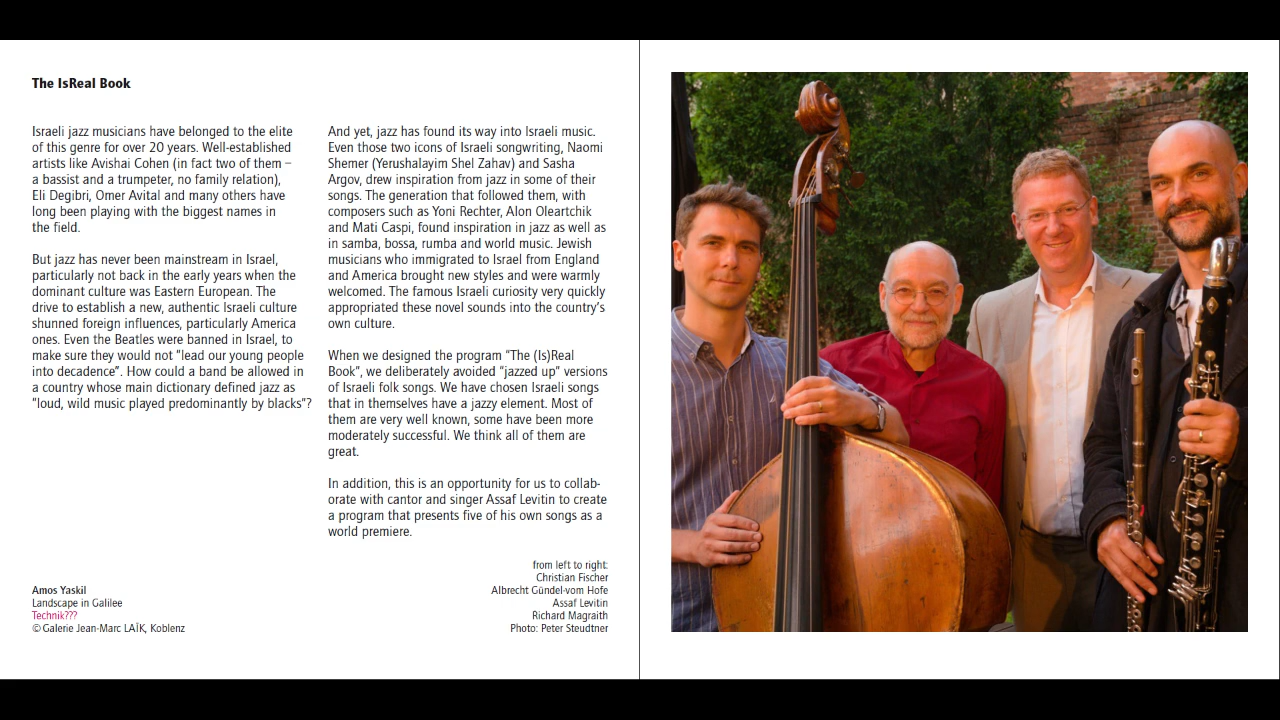 The IsReal Book
Israeli jazz musicians have belonged to the elite
of this genre for over 20 years. Well-established
artists like Avishai Cohen (in fact two of them –
a bassist and a trumpeter, no family relation),
Eli Degibri, Omer Avital and many others have
long been playing with the biggest names in
the field.
But jazz has never been mainstream in Israel,
particularly not back in the early years when the
dominant culture was Eastern European. The
drive to establish a new, authentic Israeli culture
shunned foreign influences, particularly America
ones. Even the Beatles were banned in Israel, to
make sure they would not "lead our young people
into decadence". How could a band be allowed in
a country whose main dictionary defined jazz as
"loud, wild music played predominantly by blacks"?
And yet, jazz has found its way into Israeli music.
Even those two icons of Israeli songwriting, Naomi
Shemer (Yerushalayim Shel Zahav) and Sasha
Argov, drew inspiration from jazz in some of their
songs. The generation that followed them, with
composers such as Yoni Rechter, Alon Oleartchik
and Mati Caspi, found inspiration in jazz as well as
in samba, bossa, rumba and world music. Jewish
musicians who immigrated to Israel from England
and America brought new styles and were warmly
welcomed. The famous Israeli curiosity very quickly
appropriated these novel sounds into the country's
own culture.
When we designed the program "The (Is)Real
Book", we deliberately avoided "jazzed up" versions
of Israeli folk songs. We have chosen Israeli songs
that in themselves have a jazzy element. Most of
them are very well known, some have been more
moderately successful. We think all of them are
great.
In addition, this is an opportunity for us to collab-
orate with cantor and singer Assaf Levitin to create
a program that presents five of his own songs as a
world premiere.
Amos Yaskil
Landscape in Galilee
Technik???
© Galerie Jean-Marc LAÏK, Koblenz
from left to right:
Christian Fischer
Albrecht Gündel-vom Hofe
Assaf Levitin
Richard Magraith
Photo: Peter Steudtner